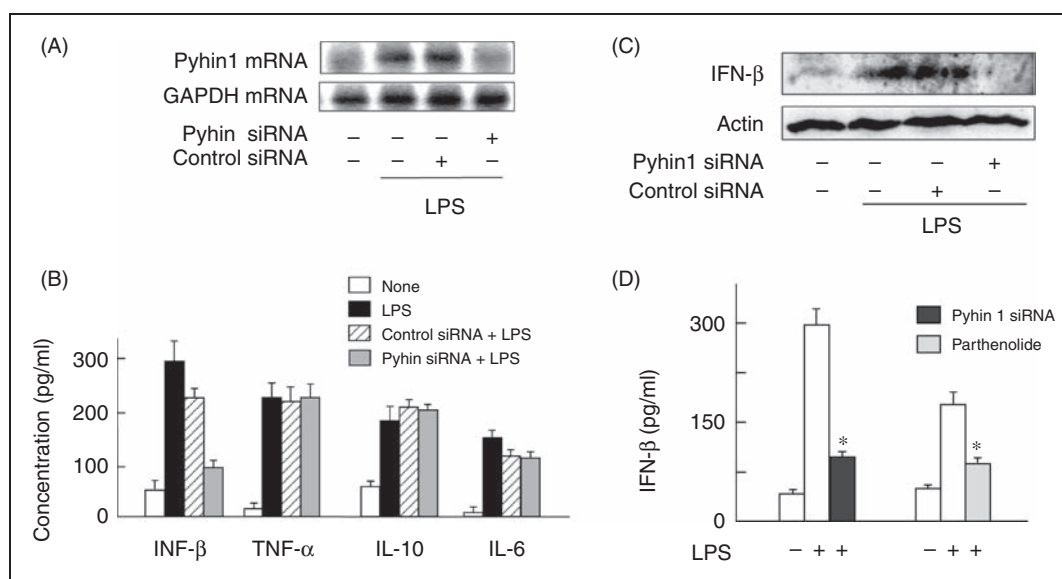 (A)
Pyhin1 mRNA
GAPDH mRNA
Pyhin siRNA – – – +
Control siRNA – – + –
LPS
(C)
IFN-β
Actin
Pyhin1 siRNA – – – +
Control siRNA – – + –
LPS
(B)
None
LPS
Control siRNA + LPS
Pyhin siRNA + LPS
Concentration (pg/ml)
300
200
100
0
INF-β TNF-α IL-10 IL-6
(D)
Pyhin 1 siRNA
Parthenolide
IFN-β (pg/ml)
300
150
0
* *
LPS – + + – + +